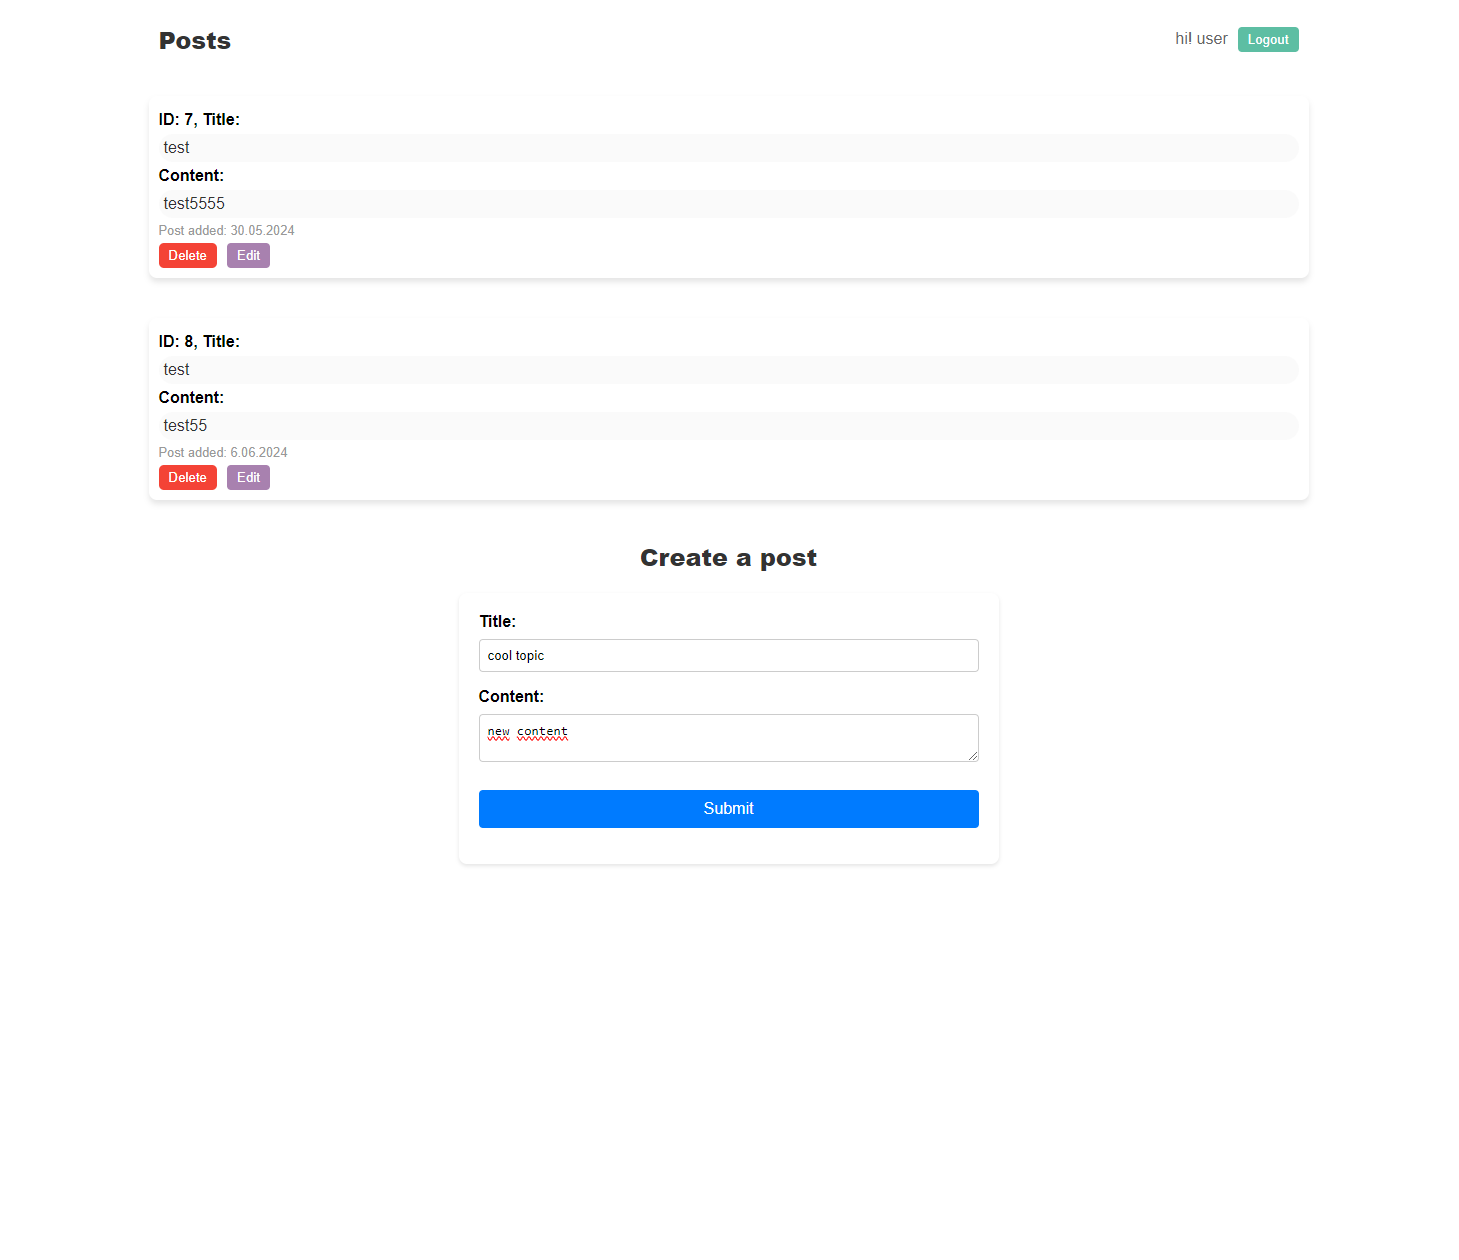 Posts
hi! user
Logout
ID: 7, Title:
test
Content:
test5555
Post added: 30.05.2024
Delete
Edit
ID: 8, Title:
test
Content:
test55
Post added: 6.06.2024
Delete
Edit
Create a post
Title:
cool topic
Content:
new content
Submit